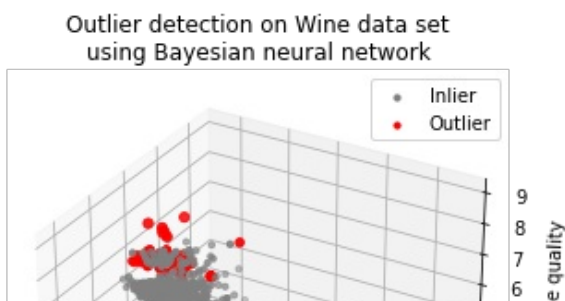 Outlier detection on Wine data set
using Bayesian neural network
Inlier
Outlier
9
8
7
6
quality